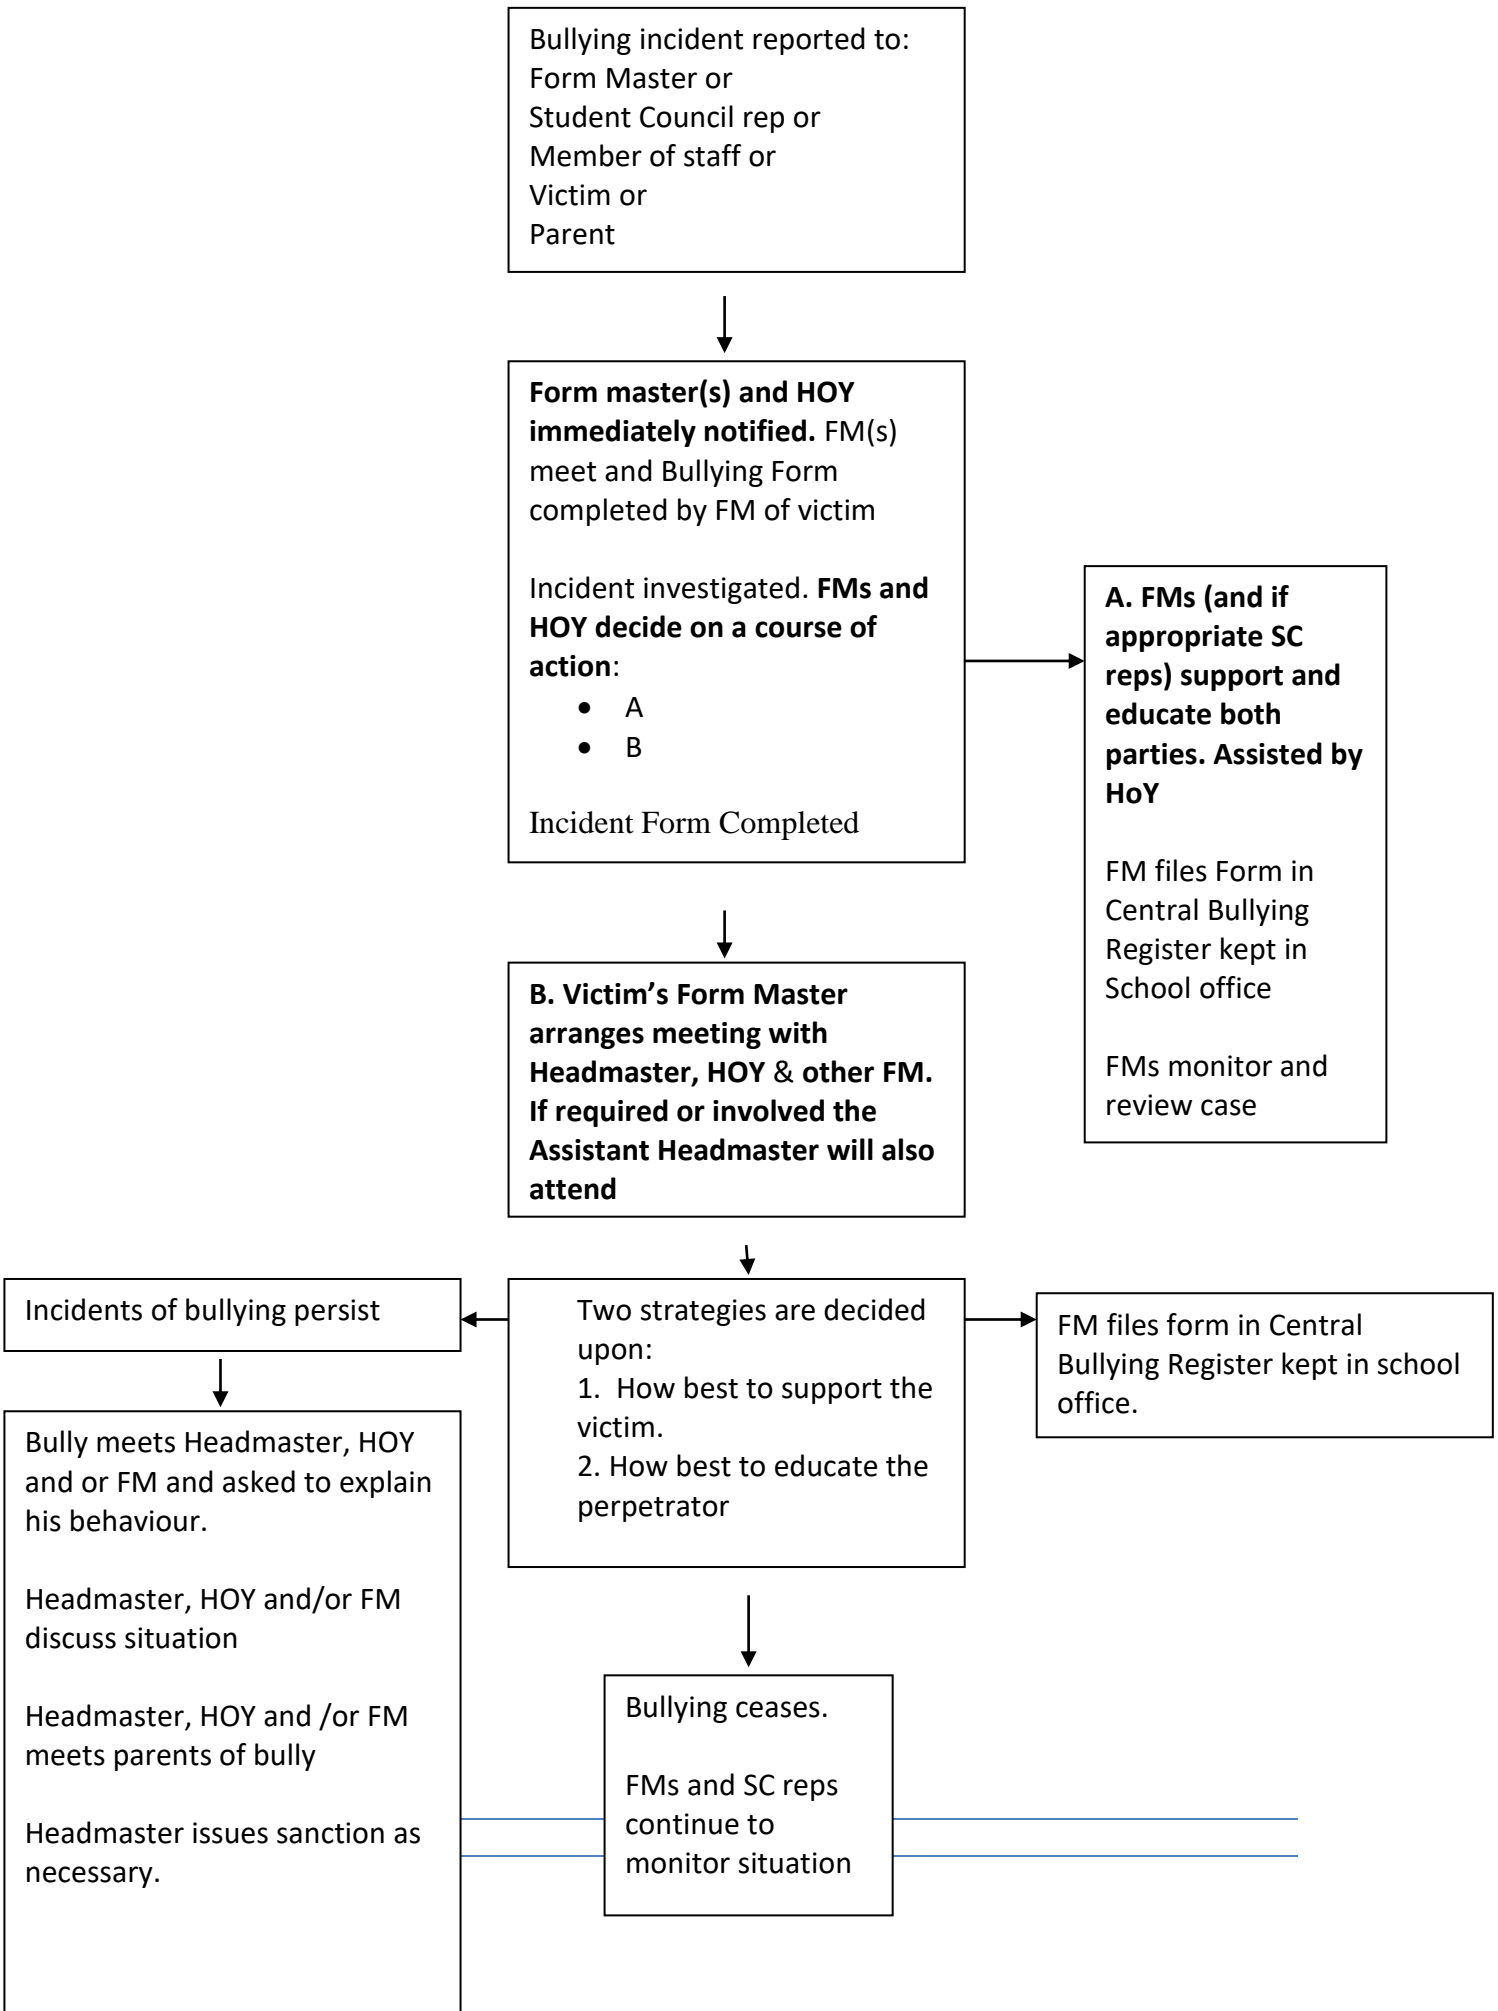 Bullying incident reported to:
Form Master or
Student Council rep or
Member of staff or
Victim or
Parent
Form master(s) and HOY
immediately notified. FM(s)
meet and Bullying Form
completed by FM of victim
Incident investigated. FMs and
HOY decide on a course of
action:
• A
• B
Incident Form Completed
A. FMs (and if
appropriate SC
reps) support and
educate both
parties. Assisted by
HoY
FM files Form in
Central Bullying
Register kept in
School office
FMs monitor and
review case
B. Victim’s Form Master
arranges meeting with
Headmaster, HOY & other FM.
If required or involved the
Assistant Headmaster will also
attend
Incidents of bullying persist
Two strategies are decided
upon:
1. How best to support the
victim.
2. How best to educate the
perpetrator
FM files form in Central
Bullying Register kept in school
office.
Bully meets Headmaster, HOY
and or FM and asked to explain
his behaviour.
Headmaster, HOY and/or FM
discuss situation
Headmaster, HOY and /or FM
meets parents of bully
Headmaster issues sanction as
necessary.
Bullying ceases.
FMs and SC reps
continue to
monitor situation